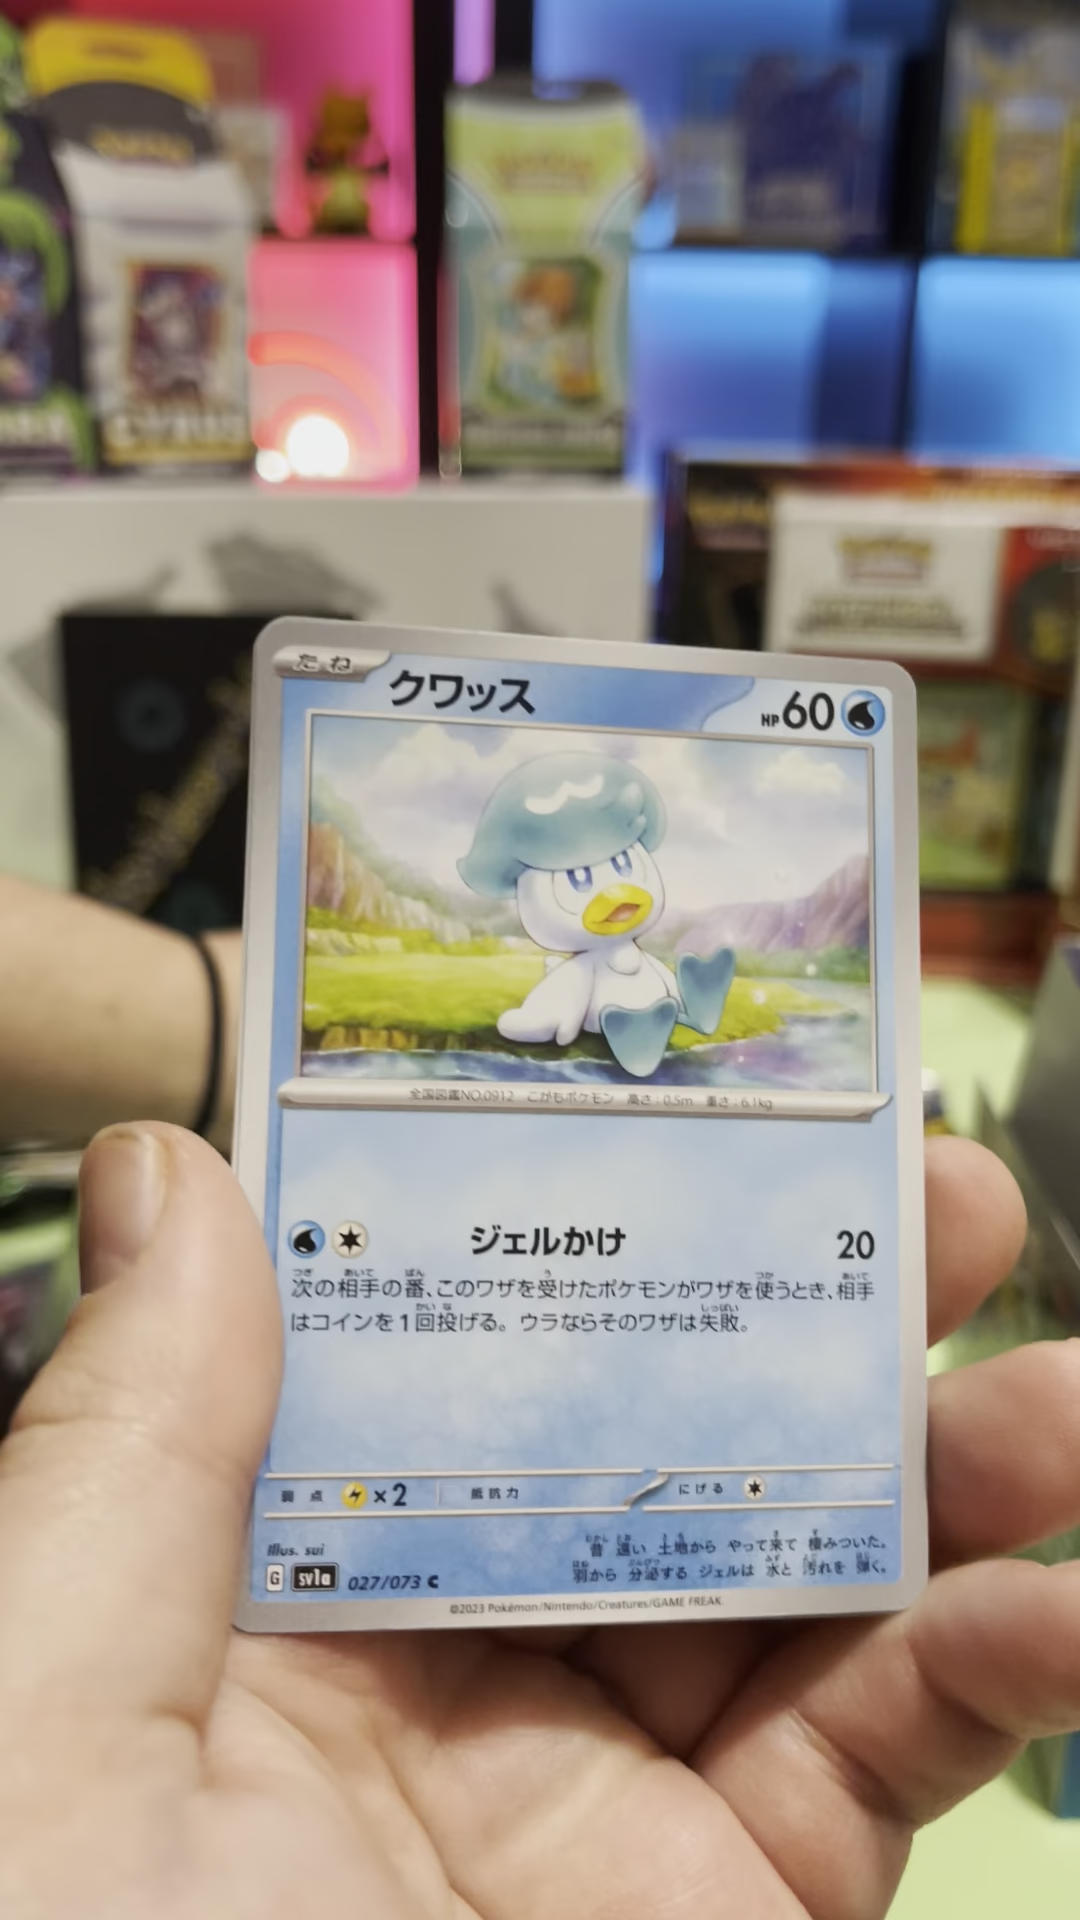 CYRUS
たね
クワッス
HP60
全国図鑑NO.0912 こがもポケモン 高さ:0.5m 重さ:6.1kg
ジェルかけ 20
次の相手の番、このワザを受けたポケモンがワザを使うとき、相手
はコインを1回投げる。ウラならそのワザは失敗。
弱点 ×2 抵抗力 にげる
昔 遠い 土地から やって来て 棲みついた。
羽から 分泌する ジェルは 水と 汚れを 弾く。
Illus. sui
G sv1a 027/073 C
©2023 Pokémon/Nintendo/Creatures/GAME FREAK.